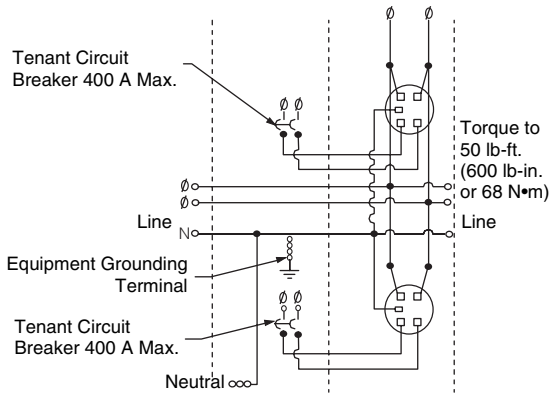 Ø Ø
Tenant Circuit
Breaker 400 A Max.
Ø Ø
Torque to
50 lb-ft.
(600 lb-in.
or 68 N•m)
Ø
Ø
Line
N
Line
Equipment Grounding
Terminal
Ø Ø
Tenant Circuit
Breaker 400 A Max.
Neutral